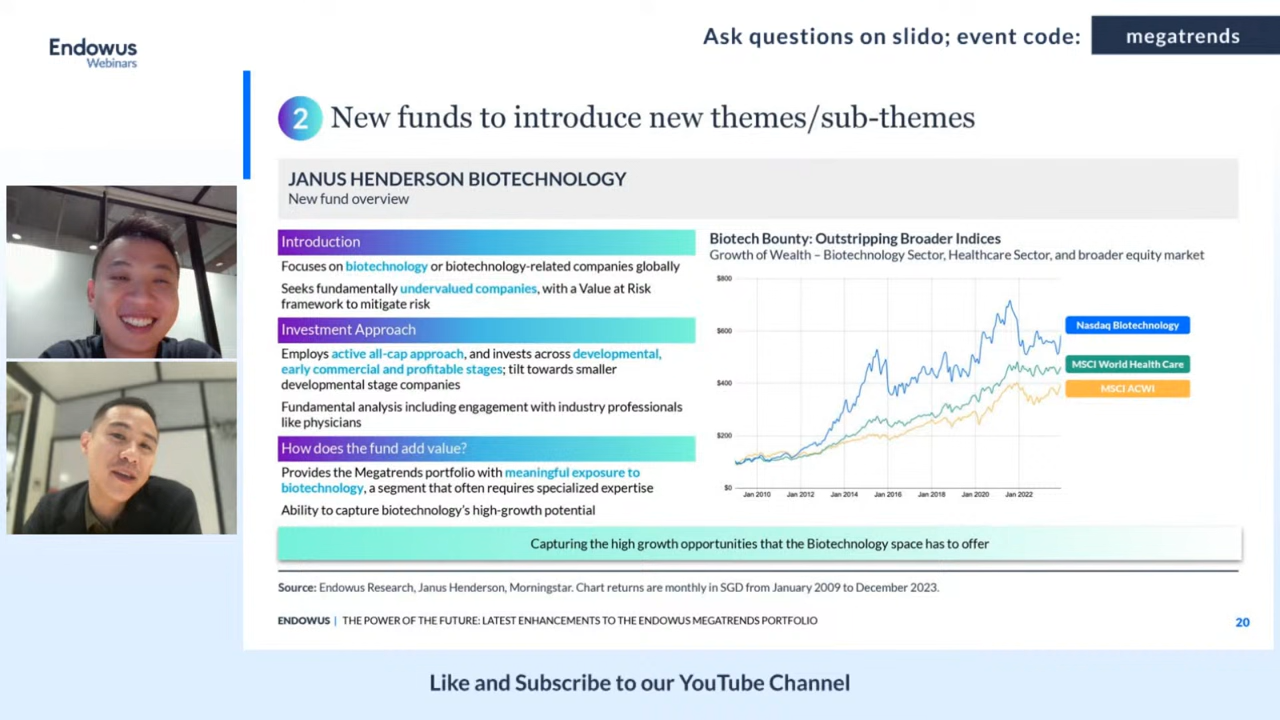 Endowus
Webinars
Ask questions on slido; event code:
megatrends
2
New funds to introduce new themes/sub-themes
JANUS HENDERSON BIOTECHNOLOGY
New fund overview
Introduction
Focuses on biotechnology or biotechnology-related companies globally
Seeks fundamentally undervalued companies, with a Value at Risk
framework to mitigate risk
Investment Approach
Employs active all-cap approach, and invests across developmental,
early commercial and profitable stages; tilt towards smaller
developmental stage companies
Fundamental analysis including engagement with industry professionals
like physicians
How does the fund add value?
Provides the Megatrends portfolio with meaningful exposure to
biotechnology, a segment that often requires specialized expertise
Ability to capture biotechnology's high-growth potential
Biotech Bounty: Outstripping Broader Indices
Growth of Wealth – Biotechnology Sector, Healthcare Sector, and broader equity market
$800
$600
$400
$200
$0
Jan 2010 Jan 2012 Jan 2014 Jan 2016 Jan 2018 Jan 2020 Jan 2022
Nasdaq Biotechnology
MSCI World Health Care
MSCI ACWI
Capturing the high growth opportunities that the Biotechnology space has to offer
Source: Endowus Research, Janus Henderson, Morningstar. Chart returns are monthly in SGD from January 2009 to December 2023.
ENDOWUS | THE POWER OF THE FUTURE: LATEST ENHANCEMENTS TO THE ENDOWUS MEGATRENDS PORTFOLIO
20
Like and Subscribe to our YouTube Channel